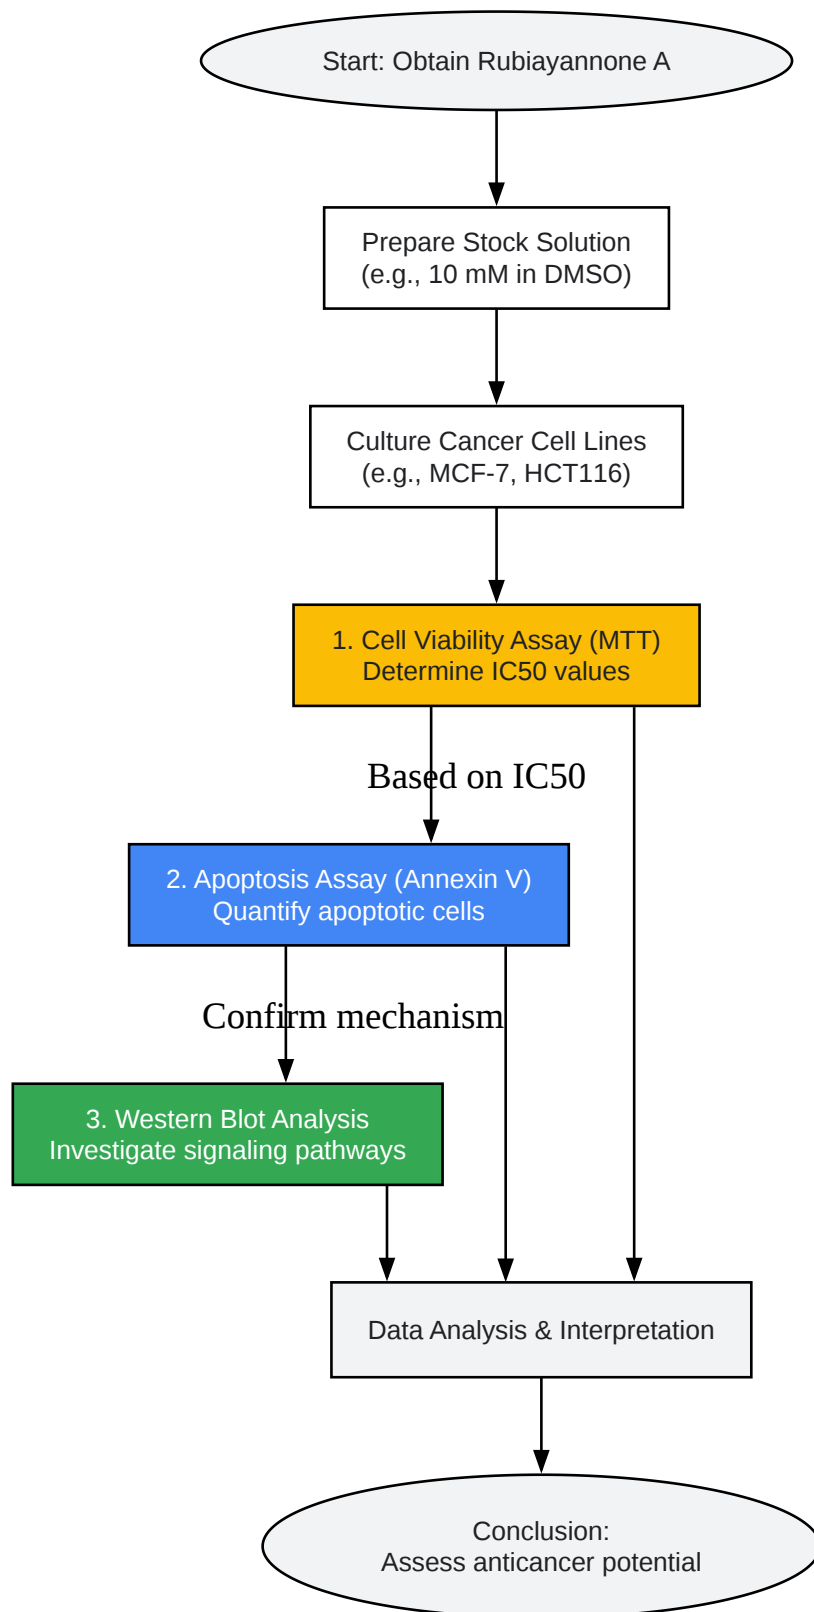 Start: Obtain Rubiayannone A
Prepare Stock Solution
(e.g., 10 mM in DMSO)
Culture Cancer Cell Lines
(e.g., MCF-7, HCT116)
1. Cell Viability Assay (MTT)
Determine IC50 values
Based on IC50
2. Apoptosis Assay (Annexin V)
Quantify apoptotic cells
Confirm mechanism
3. Western Blot Analysis
Investigate signaling pathways
Data Analysis & Interpretation
Conclusion:
Assess anticancer potential